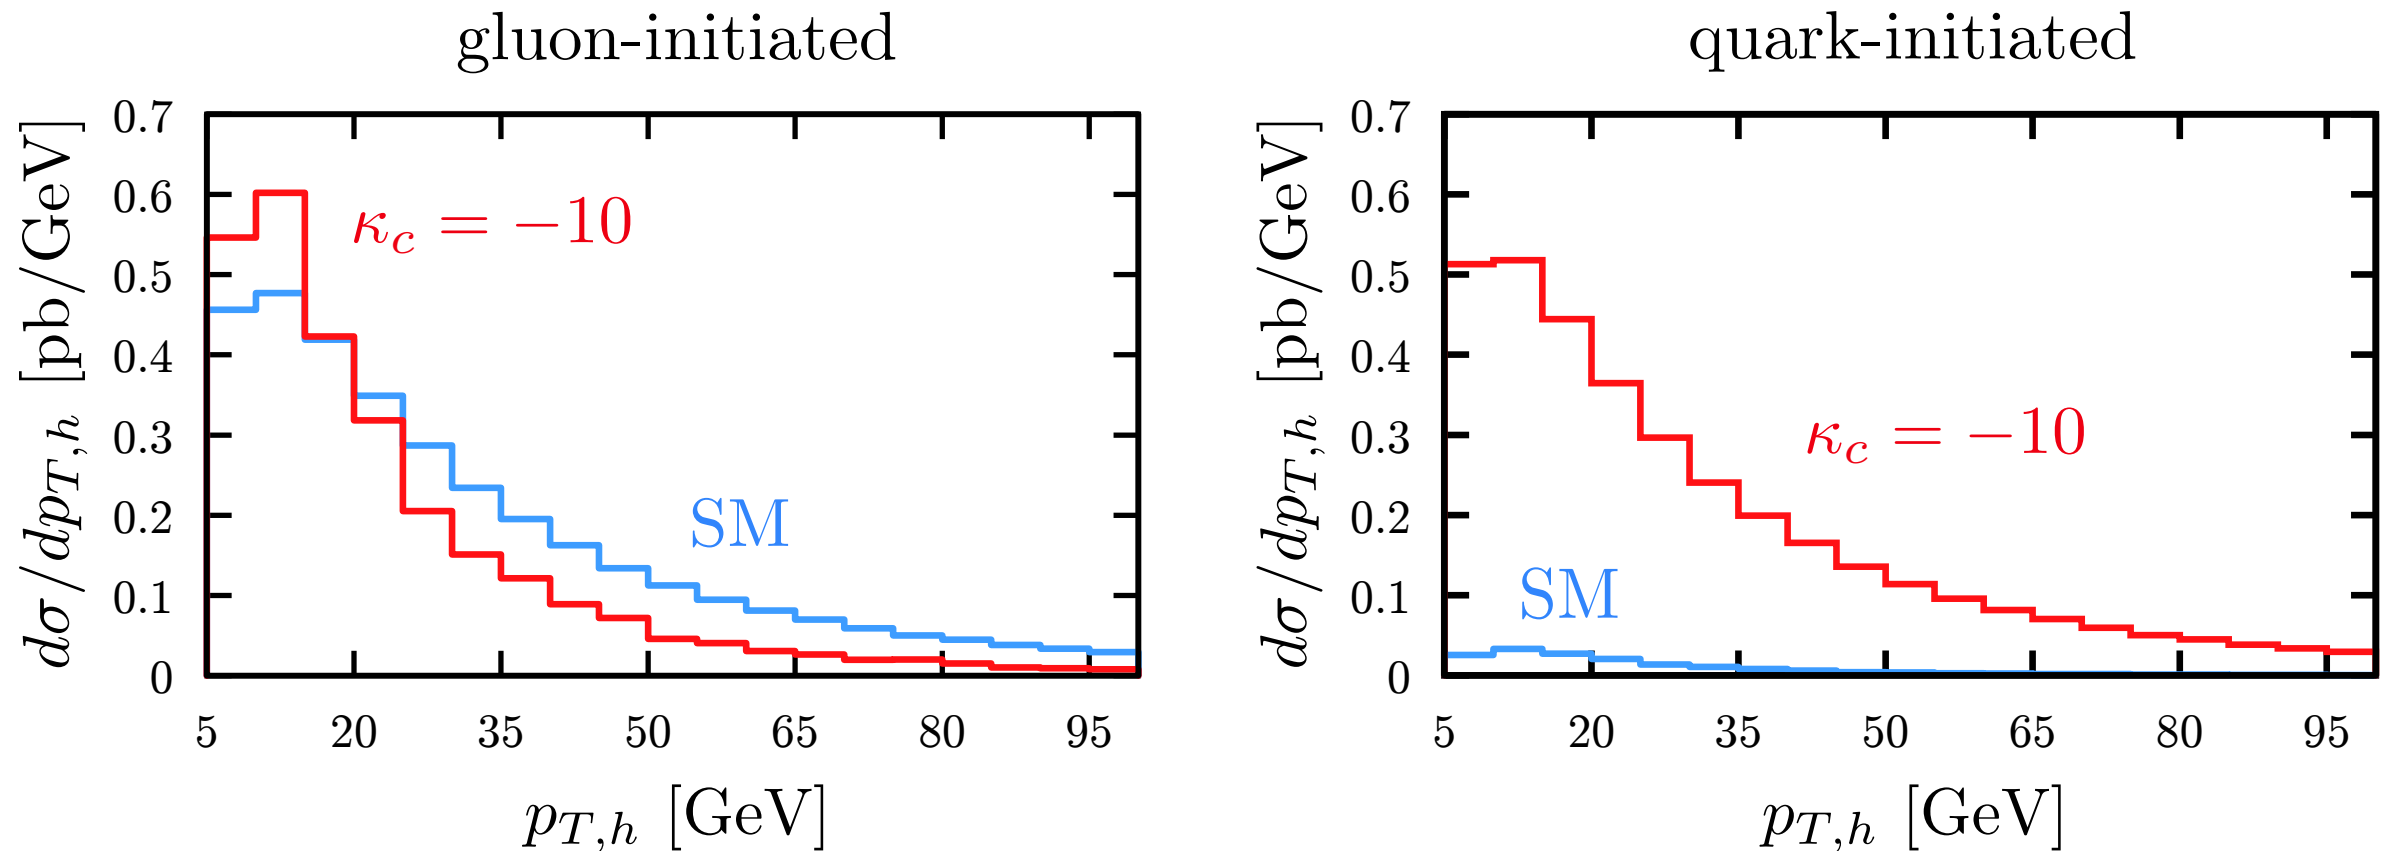 gluon-initiated
dσ/dp_{T,h} [pb/GeV]
0.7
0.6
0.5
0.4
0.3
0.2
0.1
0
κ_c = −10
SM
5 20 35 50 65 80 95
p_{T,h} [GeV]
quark-initiated
dσ/dp_{T,h} [pb/GeV]
0.7
0.6
0.5
0.4
0.3
0.2
0.1
0
κ_c = −10
SM
5 20 35 50 65 80 95
p_{T,h} [GeV]